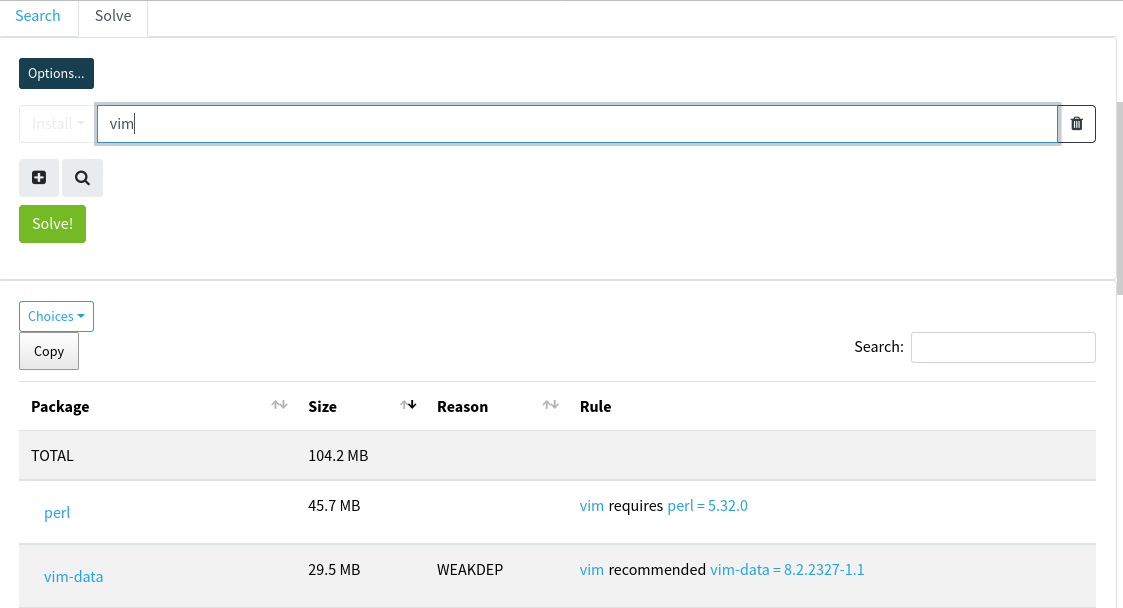 Search Solve
Options...
Install vim
Solve!
Choices
Copy
Search:
Package Size Reason Rule
TOTAL 104.2 MB
perl 45.7 MB vim requires perl = 5.32.0
vim-data 29.5 MB WEAKDEP vim recommended vim-data = 8.2.2327-1.1